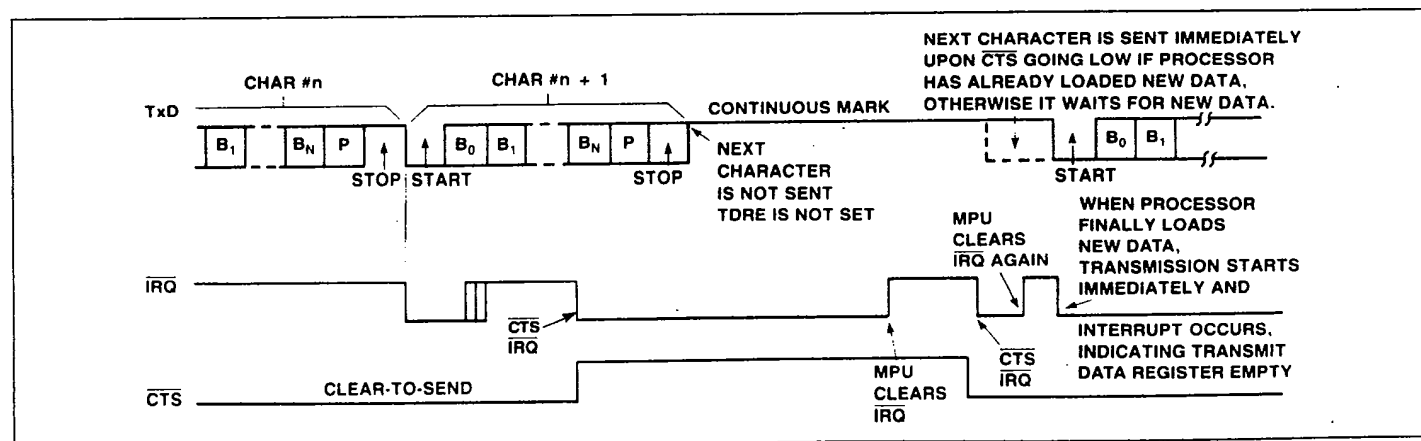 NEXT CHARACTER IS SENT IMMEDIATELY
UPON CTS GOING LOW IF PROCESSOR
HAS ALREADY LOADED NEW DATA,
OTHERWISE IT WAITS FOR NEW DATA.
CHAR #n
CHAR #n + 1
TxD
CONTINUOUS MARK
B1
BN
P
B0
B1
BN
P
B0
B1
STOP
START
STOP
START
NEXT
CHARACTER
IS NOT SENT
TDRE IS NOT SET
MPU
CLEARS
IRQ AGAIN
WHEN PROCESSOR
FINALLY LOADS
NEW DATA,
TRANSMISSION STARTS
IMMEDIATELY AND
IRQ
CTS
IRQ
CTS
IRQ
INTERRUPT OCCURS,
INDICATING TRANSMIT
DATA REGISTER EMPTY
MPU
CLEARS
IRQ
CTS
CLEAR-TO-SEND